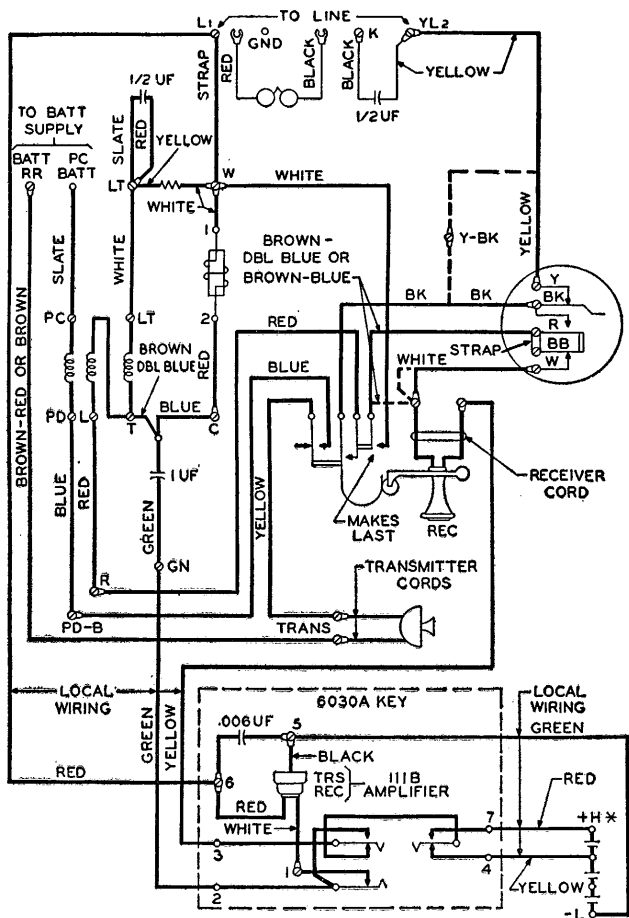 TO LINE
L1
GND
K
YL2
RED
BLACK
BLACK
YELLOW
1/2 UF
STRAP
1/2 UF
TO BATT
SUPPLY
BATT
RR
PC
BATT
SLATE
RED
YELLOW
LT
W
WHITE
WHITE
1
BROWN-
DBL BLUE OR
BROWN-BLUE
Y-BK
YELLOW
SLATE
WHITE
Y
BK
BK
BK
R
BB
W
STRAP
PC
LT
2
RED
BROWN
DBL BLUE
RED
BLUE
WHITE
BROWN-RED OR BROWN
PD
L
T
BLUE
C
1 UF
BLUE
RED
GREEN
YELLOW
RECEIVER
CORD
MAKES
LAST
REC
R
GN
TRANSMITTER
CORDS
PD-B
TRANS
LOCAL
WIRING
GREEN
YELLOW
6030A KEY
LOCAL
WIRING
GREEN
.006UF
5
BLACK
RED
6
TRS
REC
111B
AMPLIFIER
RED
WHITE
7
RED
+H*
3
4
1
YELLOW
2
-L